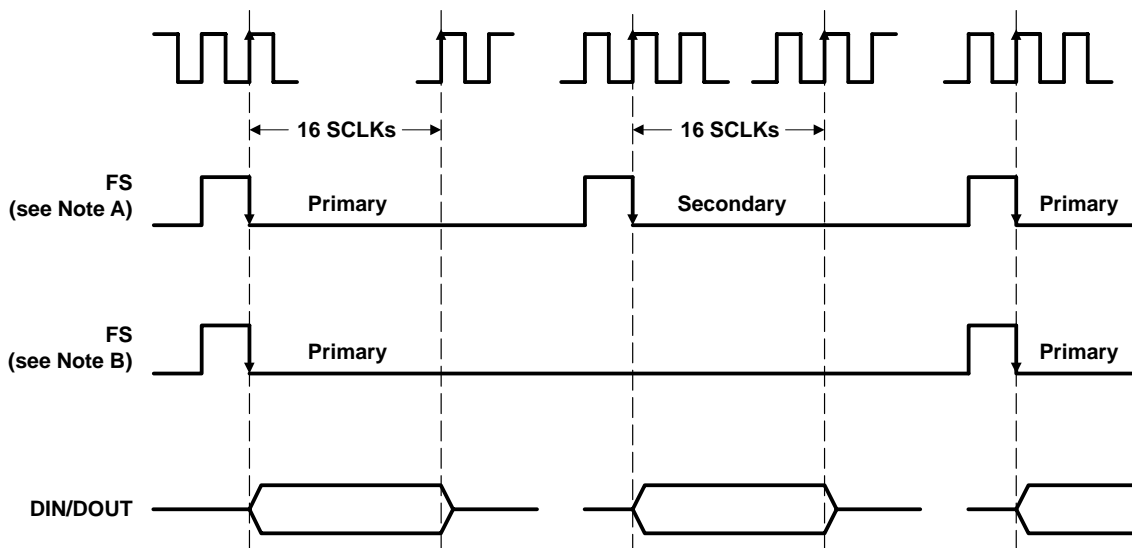 16 SCLKs
16 SCLKs
FS
(see Note A)
Primary
Secondary
Primary
FS
(see Note B)
Primary
Primary
DIN/DOUT